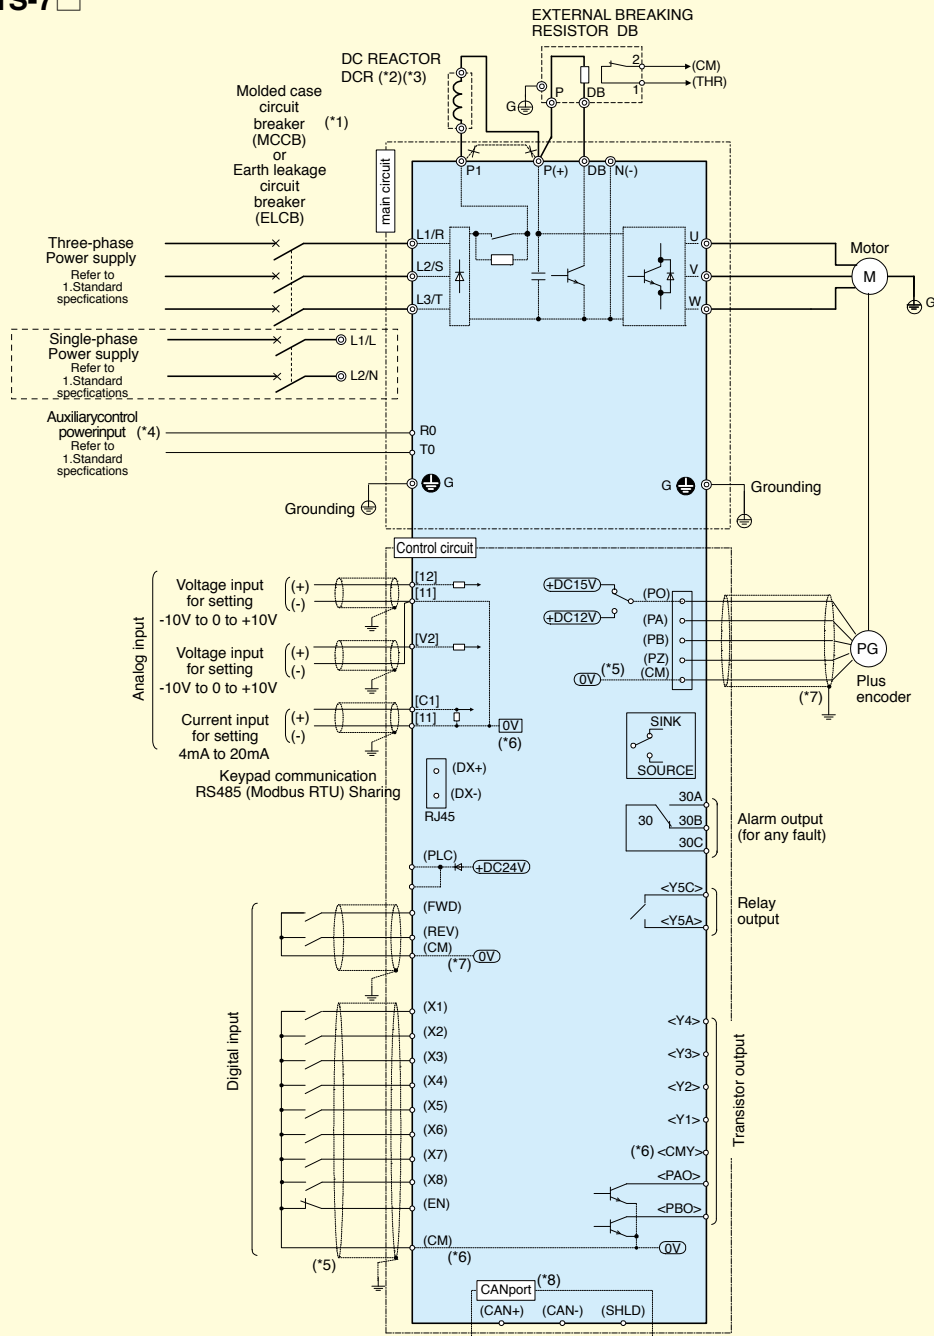 TS-7□
EXTERNAL BREAKING
RESISTOR DB
DC REACTOR
DCR (*2)(*3)
2
(CM)
1
(THR)
P
DB
G
Molded case
circuit
breaker (*1)
(MCCB)
or
Earth leakage
circuit
breaker
(ELCB)
main circuit
P1
P(+)
DB
N(-)
Three-phase
Power supply
Refer to
1.Standard
specfications
L1/R
L2/S
L3/T
U
V
W
Motor
M
G
Single-phase
Power supply
Refer to
1.Standard
specfications
L1/L
L2/N
Auxiliarycontrol
powerinput (*4)
Refer to
1.Standard
specfications
R0
T0
G
G
Grounding
Grounding
Control circuit
Analog input
Voltage input
for setting
-10V to 0 to +10V
(+)
(-)
[12]
[11]
Voltage input
for setting
-10V to 0 to +10V
(+)
(-)
[V2]
Current input
for setting
4mA to 20mA
(+)
(-)
[C1]
[11]
0V
(*6)
+DC15V
+DC12V
0V
(*5)
(PO)
(PA)
(PB)
(PZ)
(CM)
(*7)
PG
Plus
encoder
SINK
SOURCE
Keypad communication
RS485 (Modbus RTU) Sharing
(DX+)
(DX-)
RJ45
30
30A
30B
30C
Alarm output
(for any fault)
(PLC)
+DC24V
<Y5C>
<Y5A>
Relay
output
Digital input
(FWD)
(REV)
(CM)
(*7)
0V
(X1)
(X2)
(X3)
(X4)
(X5)
(X6)
(X7)
(X8)
(EN)
(CM)
(*6)
(*5)
<Y4>
<Y3>
<Y2>
<Y1>
(*6) <CMY>
<PAO>
<PBO>
0V
Transistor output
CANport (*8)
(CAN+)
(CAN-)
(SHLD)